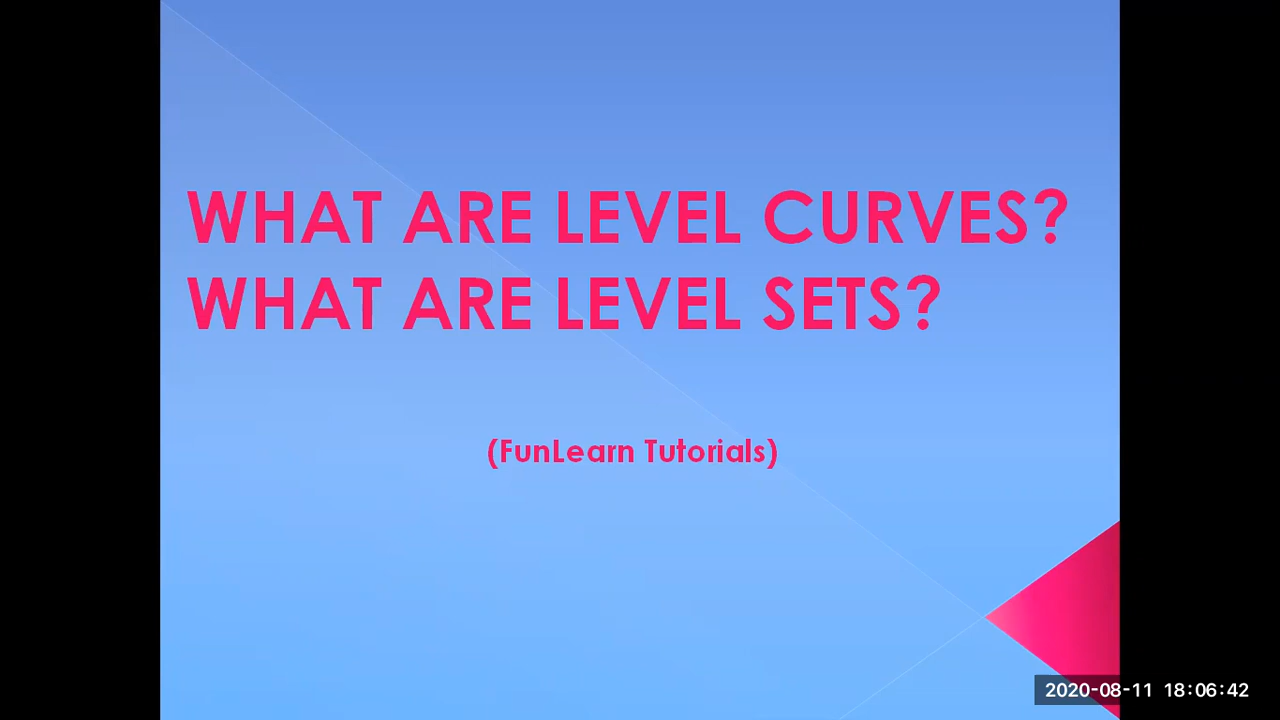 WHAT ARE LEVEL CURVES?
WHAT ARE LEVEL SETS?
(FunLearn Tutorials)
2020-08-11 18:06:42